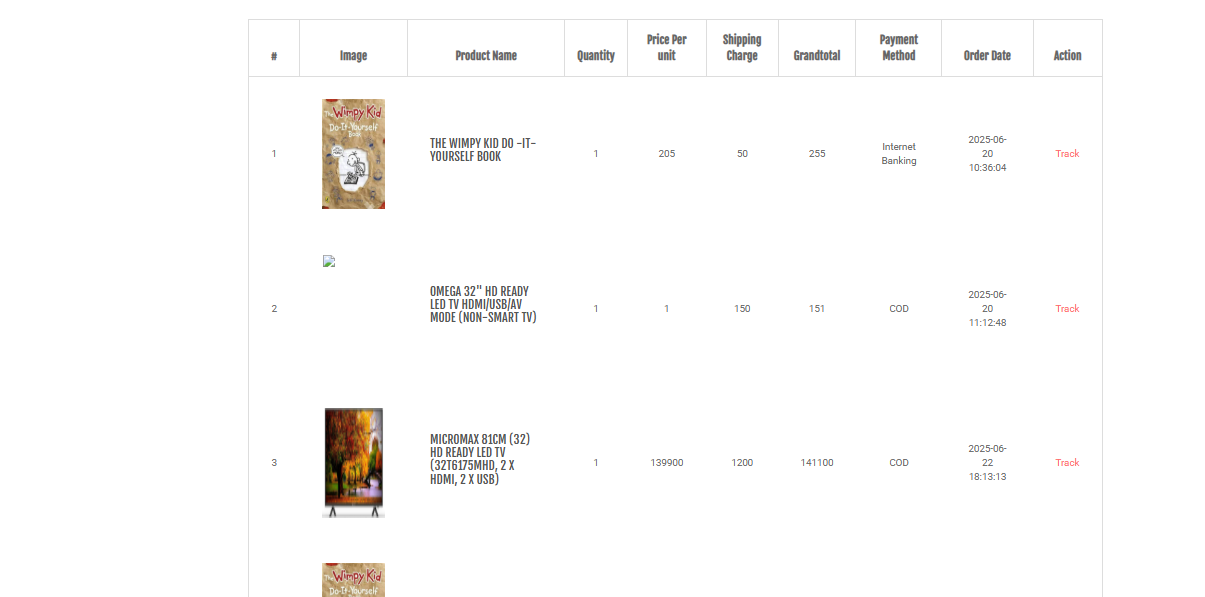 # Image Product Name Quantity Price Per unit Shipping Charge Grandtotal Payment Method Order Date Action
The Wimpy Kid
Do-It-Yourself
Book
1 THE WIMPY KID DO -IT- YOURSELF BOOK 1 205 50 255 Internet Banking 2025-06-20 10:36:04 Track
2 OMEGA 32" HD READY LED TV HDMI/USB/AV MODE (NON-SMART TV) 1 1 150 151 COD 2025-06-20 11:12:48 Track
3 MICROMAX 81CM (32) HD READY LED TV (32T6175MHD, 2 X HDMI, 2 X USB) 1 139900 1200 141100 COD 2025-06-22 18:13:13 Track
The Wimpy Kid
Do-It-Yourself